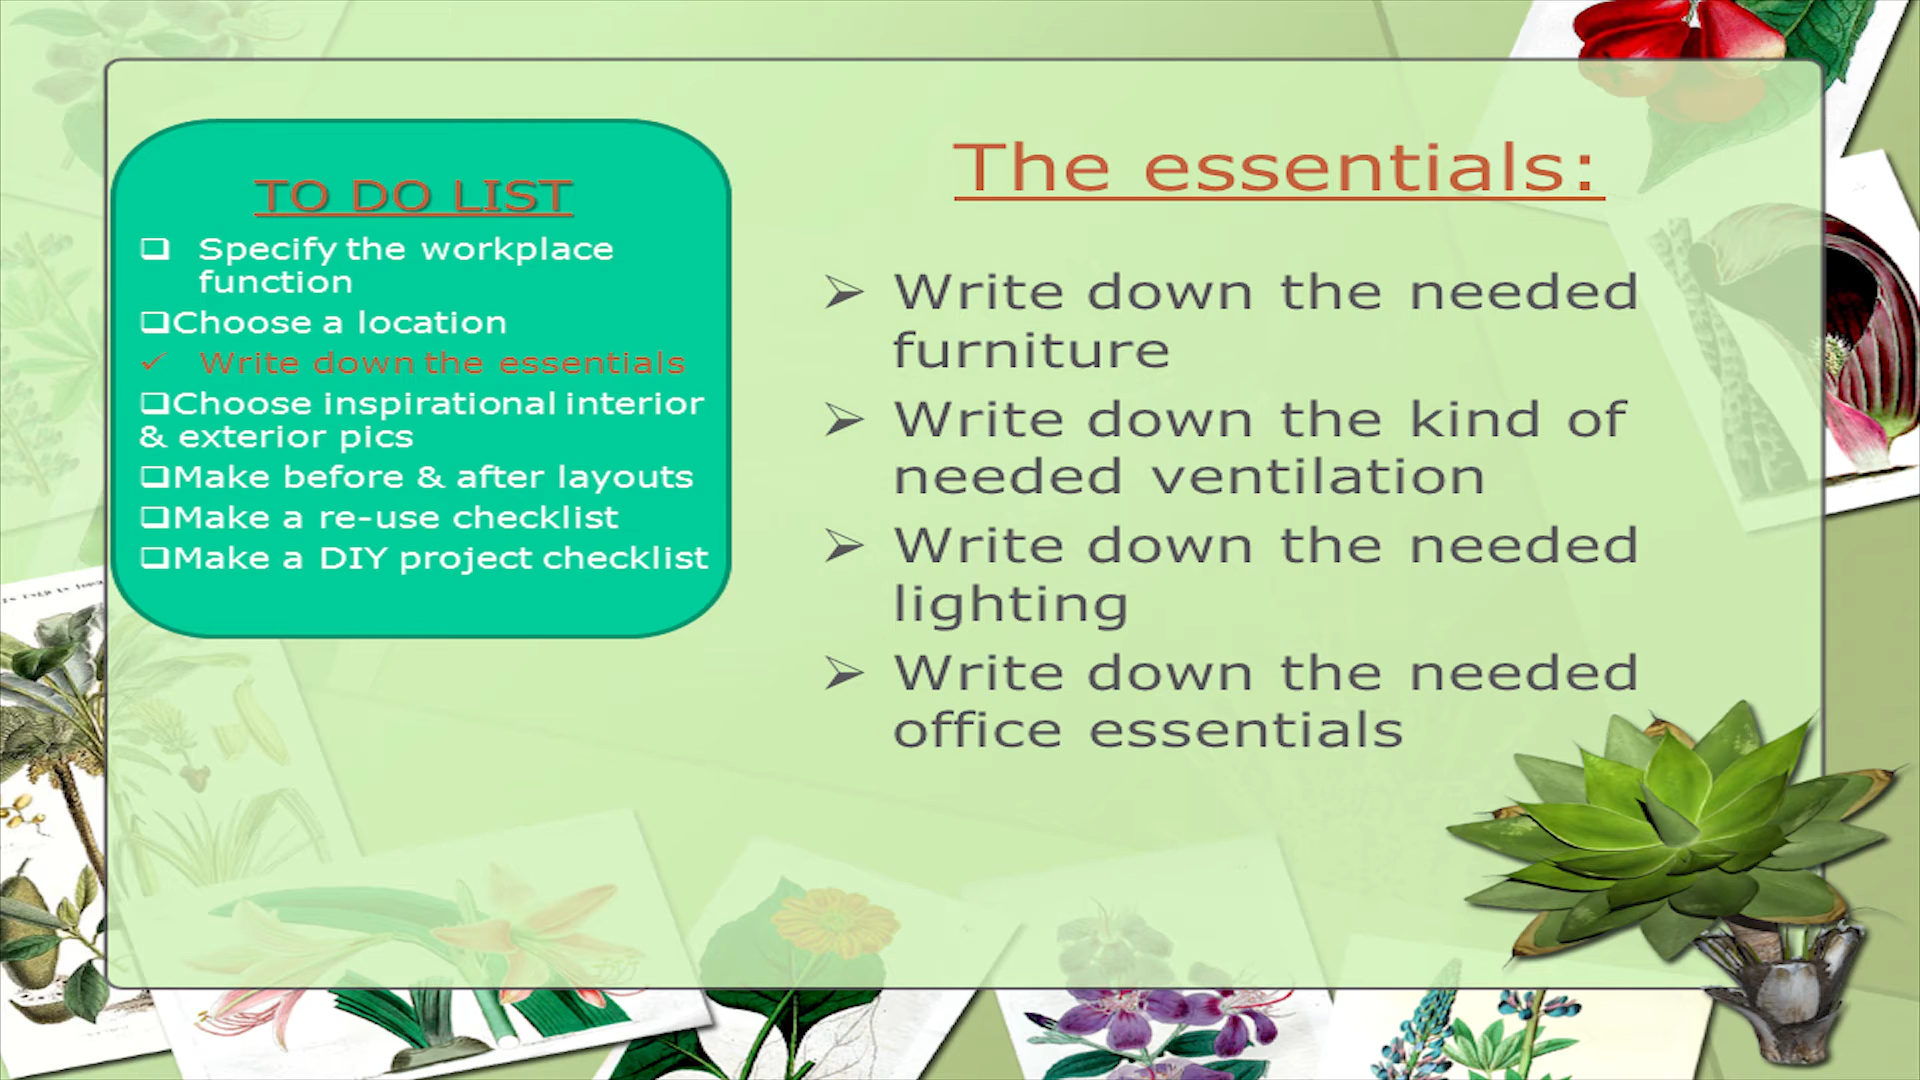 TO DO LIST
❑ Specify the workplace
function
❑Choose a location
✓ Write down the essentials
❑Choose inspirational interior
& exterior pics
❑Make before & after layouts
❑Make a re-use checklist
❑Make a DIY project checklist
The essentials:
➢ Write down the needed
furniture
➢ Write down the kind of
needed ventilation
➢ Write down the needed
lighting
➢ Write down the needed
office essentials